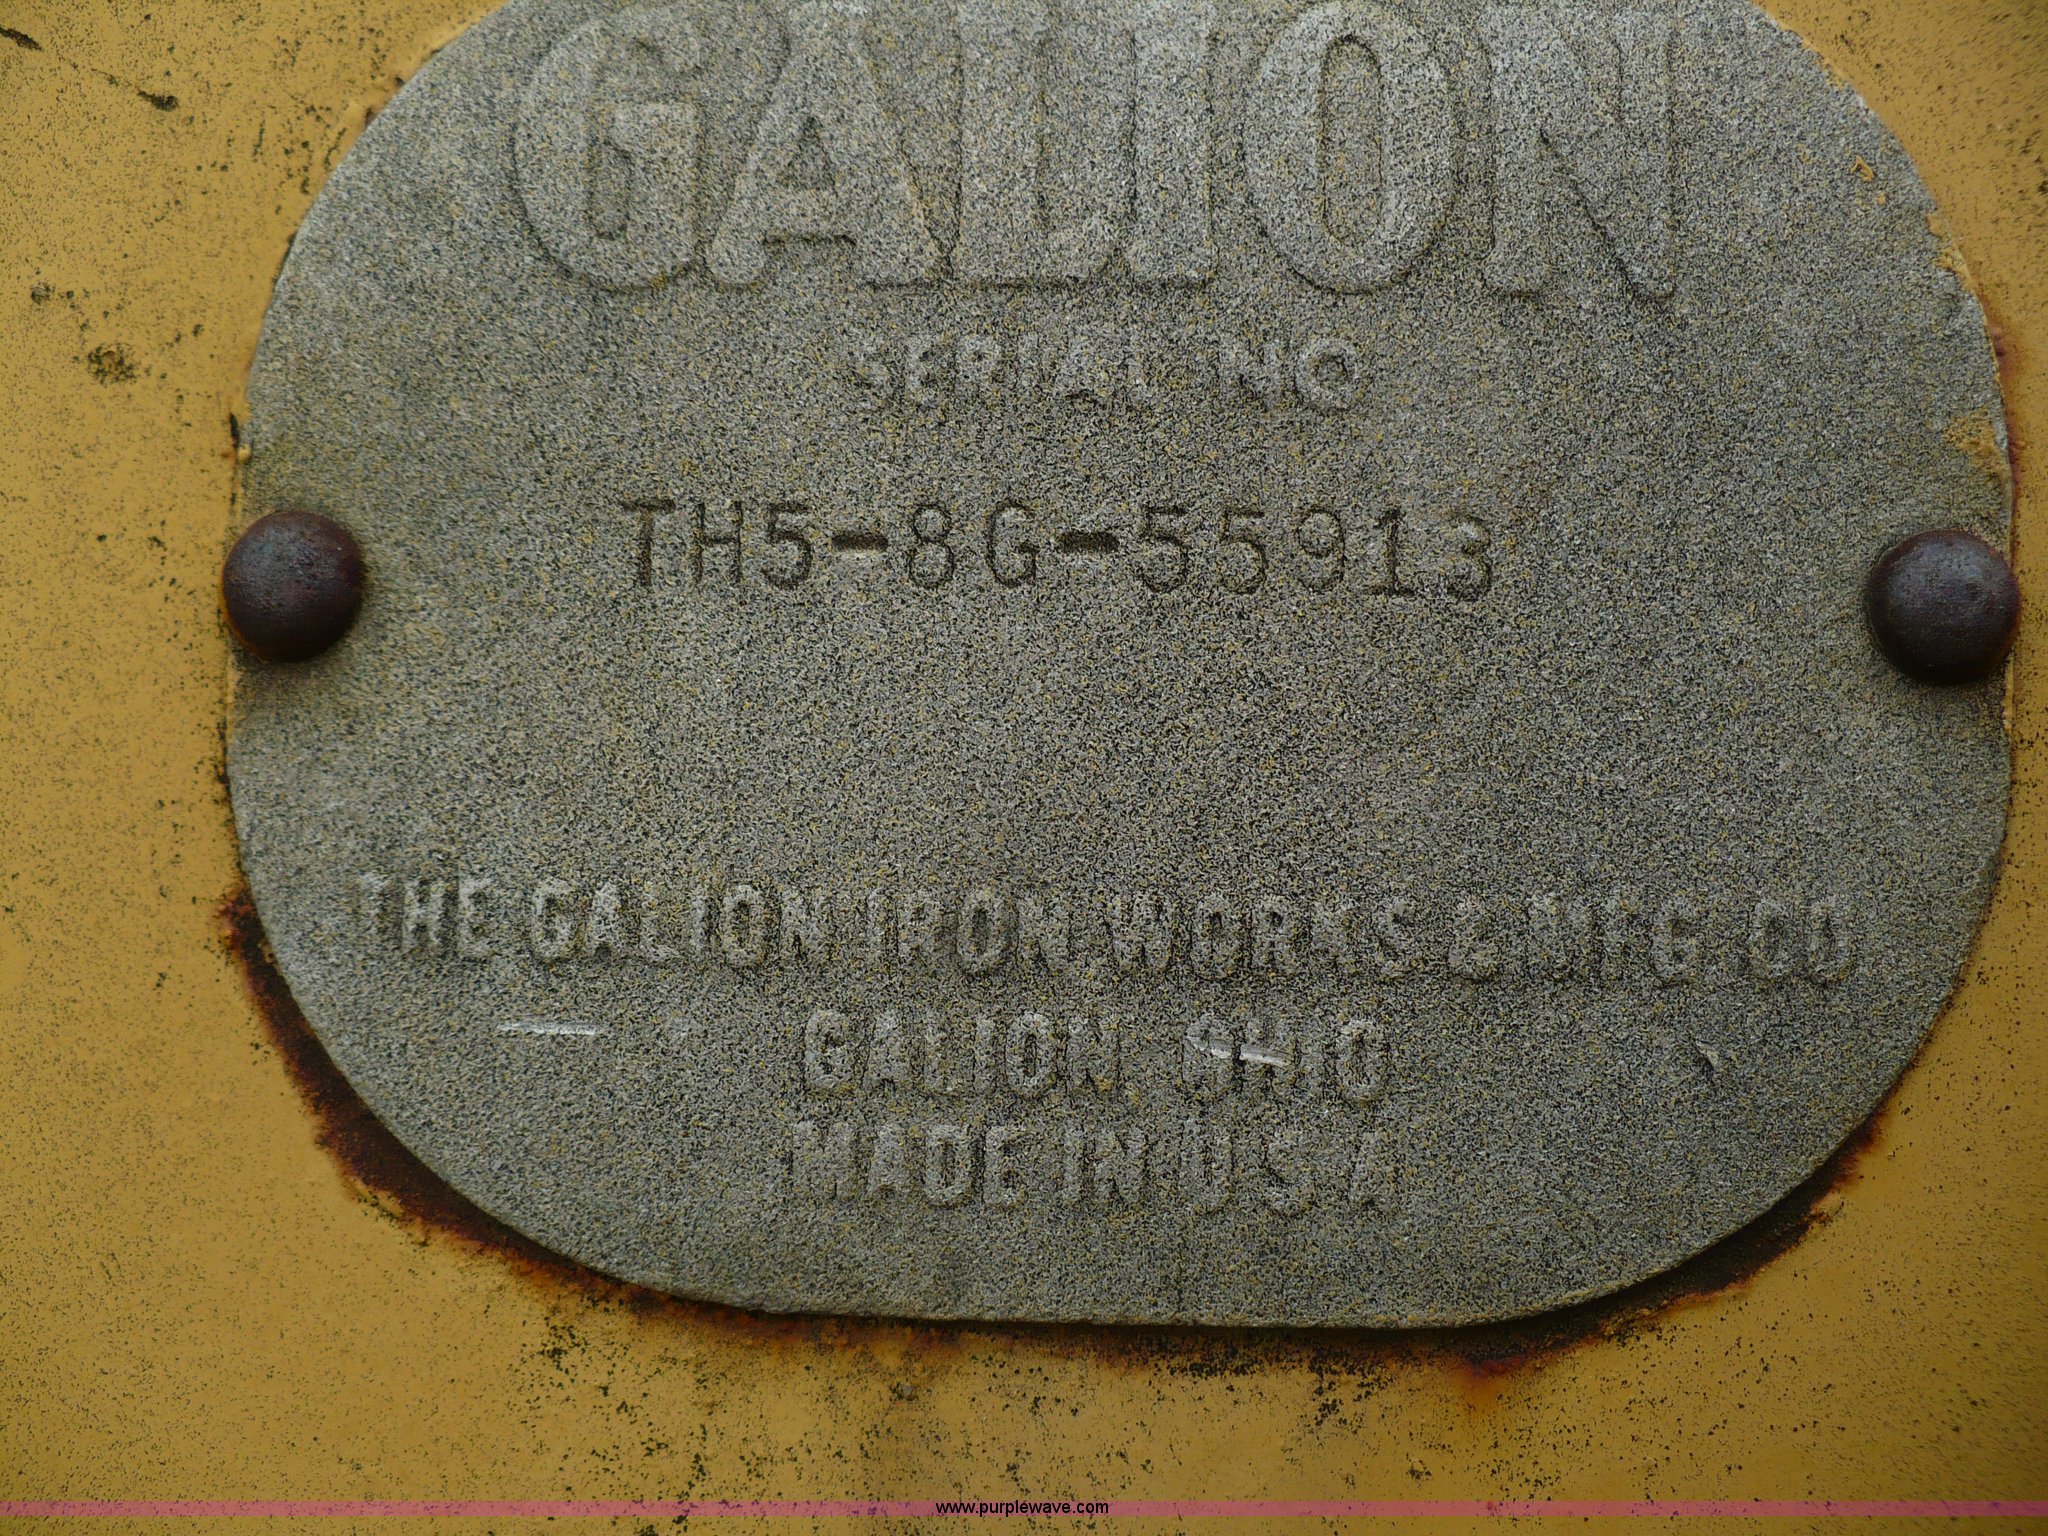 GALION
SERIAL NO
TH5-8G-55913
THE GALION IRON WORKS & MFG. CO
GALION, OHIO
MADE IN U.S.A
www.purplewave.com